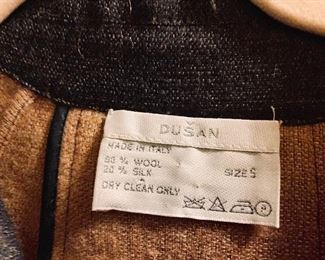 DUŠAN
MADE IN ITALY
80 % WOOL
20 % SILK
SIZE S
DRY CLEAN ONLY